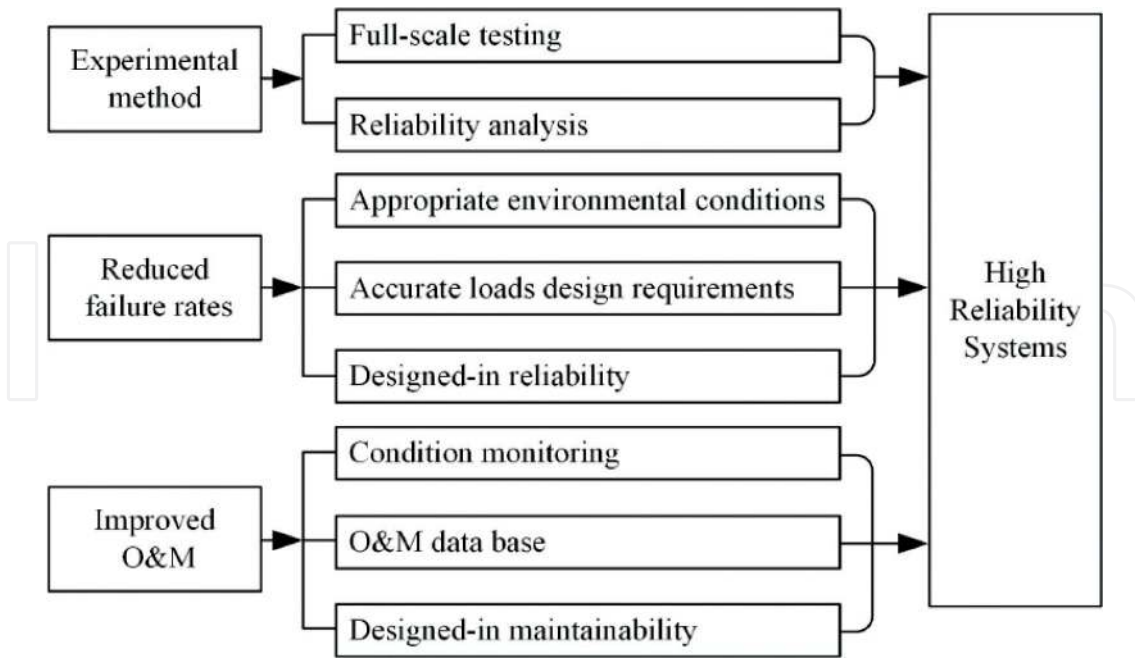 Experimental
method
Full-scale testing
Reliability analysis
Reduced
failure rates
Appropriate environmental conditions
Accurate loads design requirements
Designed-in reliability
Improved
O&M
Condition monitoring
O&M data base
Designed-in maintainability
High
Reliability
Systems